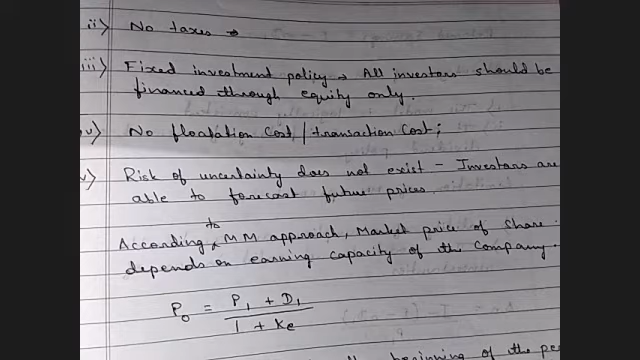 ii) No taxes →
iii) Fixed investment policy → All investors should be
financed through equity only.
v) No floatation Cost / transaction Cost;
v) Risk of uncertainty does not exist - Investors are
able to forecast future prices.
to
According ^ MM approach, Market price of share
depends on earning capacity of the Company.
P₀ = P₁ + D₁
1 + Ke
beginning of the pe